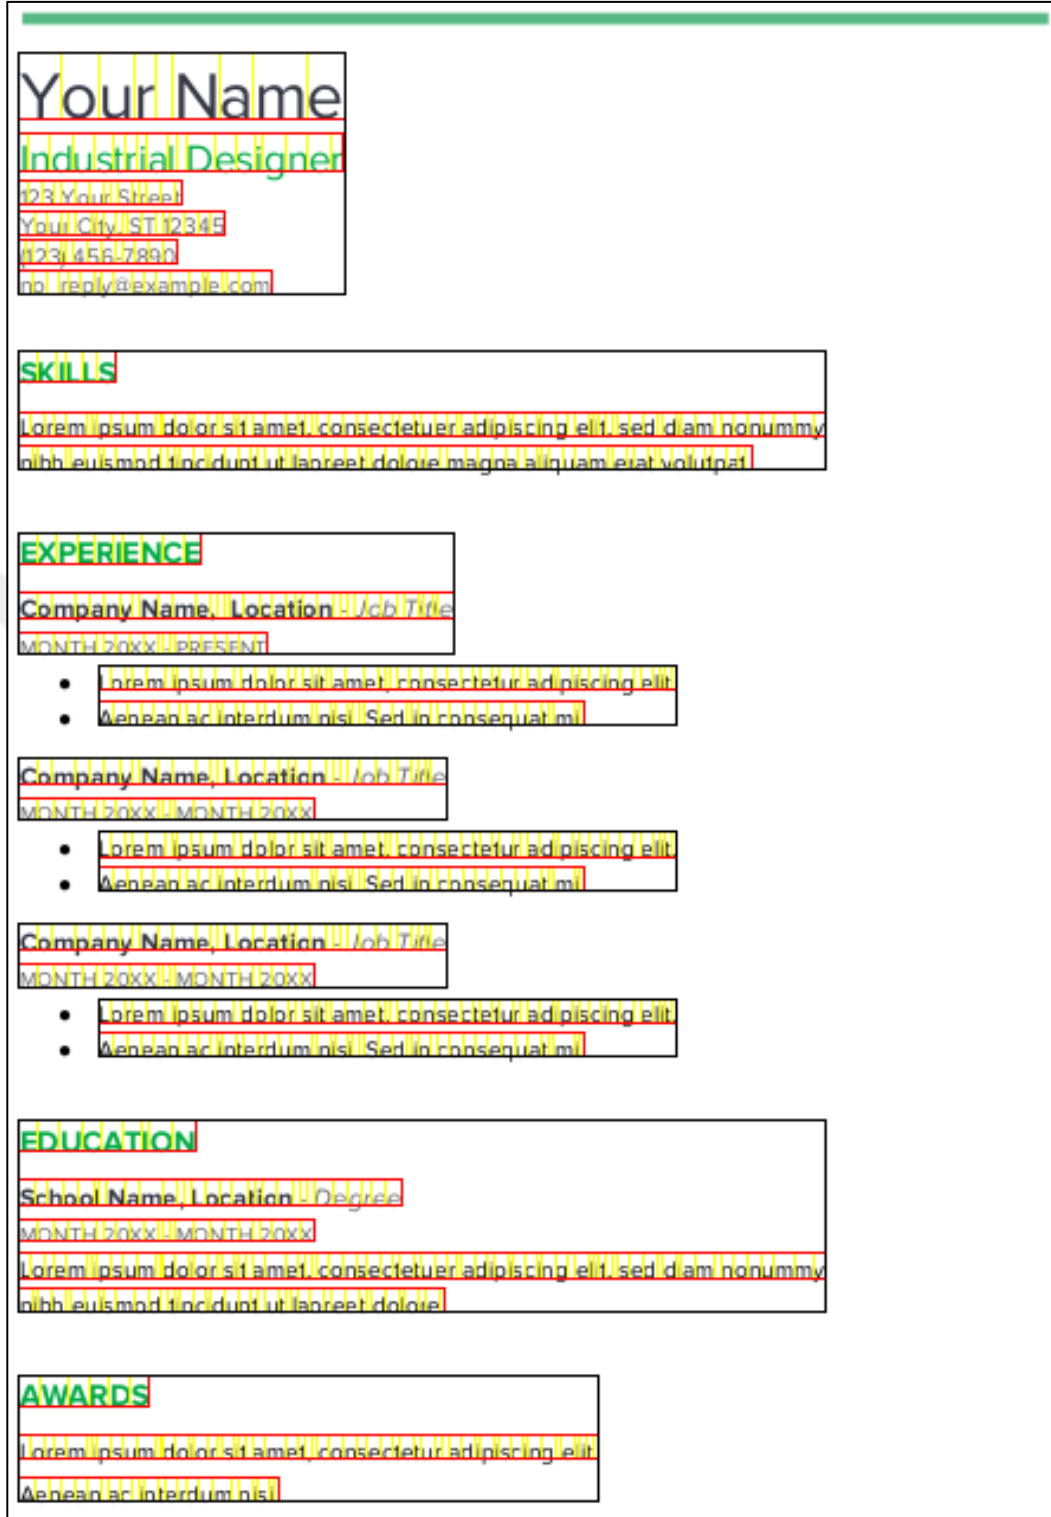 Your Name
Industrial Designer
123 Your Street
Your City, ST 12345
(123) 456-7890
no_reply@example.com
SKILLS
Lorem ipsum dolor sit amet, consectetuer adipiscing elit, sed diam nonummy
nibh euismod tincidunt ut laoreet dolore magna aliquam erat volutpat.
EXPERIENCE
Company Name, Location - Job Title
MONTH 20XX - PRESENT
● Lorem ipsum dolor sit amet, consectetur adipiscing elit.
● Aenean ac interdum nisi. Sed in consequat mi.
Company Name, Location - Job Title
MONTH 20XX - MONTH 20XX
● Lorem ipsum dolor sit amet, consectetur adipiscing elit.
● Aenean ac interdum nisi. Sed in consequat mi.
Company Name, Location - Job Title
MONTH 20XX - MONTH 20XX
● Lorem ipsum dolor sit amet, consectetur adipiscing elit.
● Aenean ac interdum nisi. Sed in consequat mi.
EDUCATION
School Name, Location - Degree
MONTH 20XX - MONTH 20XX
Lorem ipsum dolor sit amet, consectetuer adipiscing elit, sed diam nonummy
nibh euismod tincidunt ut laoreet dolore.
AWARDS
Lorem ipsum dolor sit amet, consectetur adipiscing elit.
Aenean ac interdum nisi.